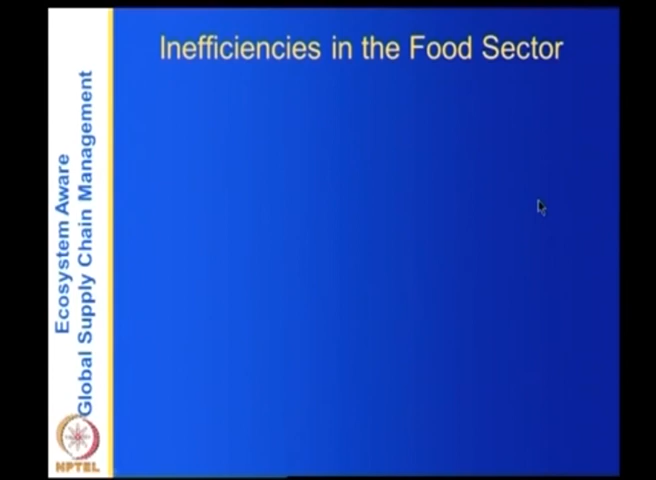 Inefficiencies in the Food Sector
Ecosystem Aware
Global Supply Chain Management
NPTEL